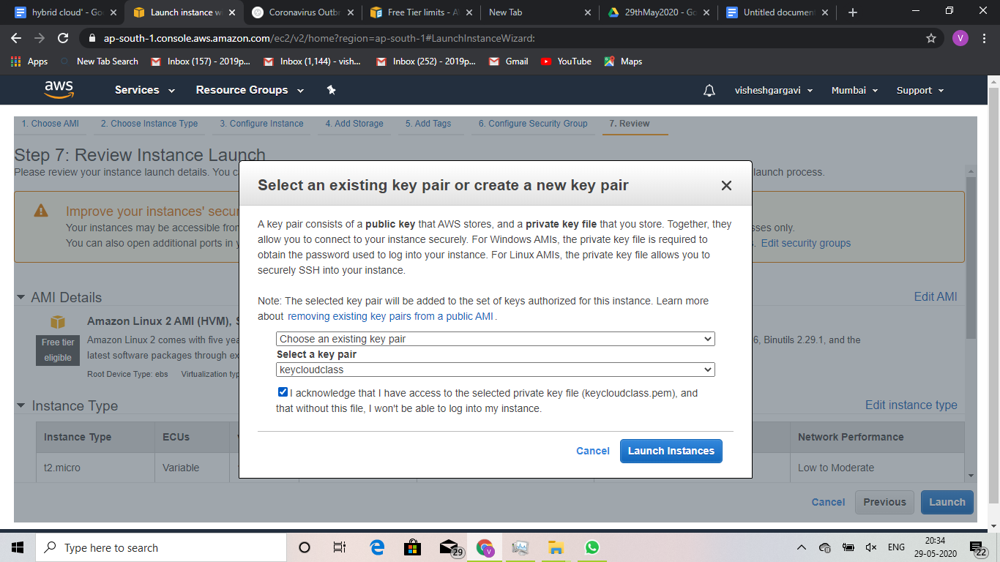 hybrid cloud' - Go
Launch instance w
Coronavirus Outb
Free Tier limits - A
New Tab
29thMay2020 - Go
Untitled documen
ap-south-1.console.aws.amazon.com/ec2/v2/home?region=ap-south-1#LaunchInstanceWizard:
V
Apps
New Tab Search
Inbox (157) - 2019p...
Inbox (1,144) - vish...
Inbox (252) - 2019p...
Gmail
YouTube
Maps
aws
Services
Resource Groups
visheshgargavi
Mumbai
Support
1. Choose AMI
2. Choose Instance Type
3. Configure Instance
4. Add Storage
5. Add Tags
6. Configure Security Group
7. Review
Step 7: Review Instance Launch
Please review your instance launch details. You c
launch process.
Improve your instances' secu
Your instances may be accessible fro
sses only.
You can also open additional ports in y
s. Edit security groups
Select an existing key pair or create a new key pair
A key pair consists of a public key that AWS stores, and a private key file that you store. Together, they
allow you to connect to your instance securely. For Windows AMIs, the private key file is required to
obtain the password used to log into your instance. For Linux AMIs, the private key file allows you to
securely SSH into your instance.
Note: The selected key pair will be added to the set of keys authorized for this instance. Learn more
about removing existing key pairs from a public AMI.
Choose an existing key pair
Select a key pair
keycloudclass
I acknowledge that I have access to the selected private key file (keycloudclass.pem), and
that without this file, I won't be able to log into my instance.
Cancel
Launch Instances
AMI Details
Edit AMI
Amazon Linux 2 AMI (HVM), S
Free tier
eligible
Amazon Linux 2 comes with five yea
6, Binutils 2.29.1, and the
latest software packages through ex
Root Device Type: ebs
Virtualization typ
Instance Type
Edit instance type
Instance Type
ECUs
Network Performance
t2.micro
Variable
Low to Moderate
Cancel
Previous
Launch
Type here to search
29
V
ENG
20:34
29-05-2020
22